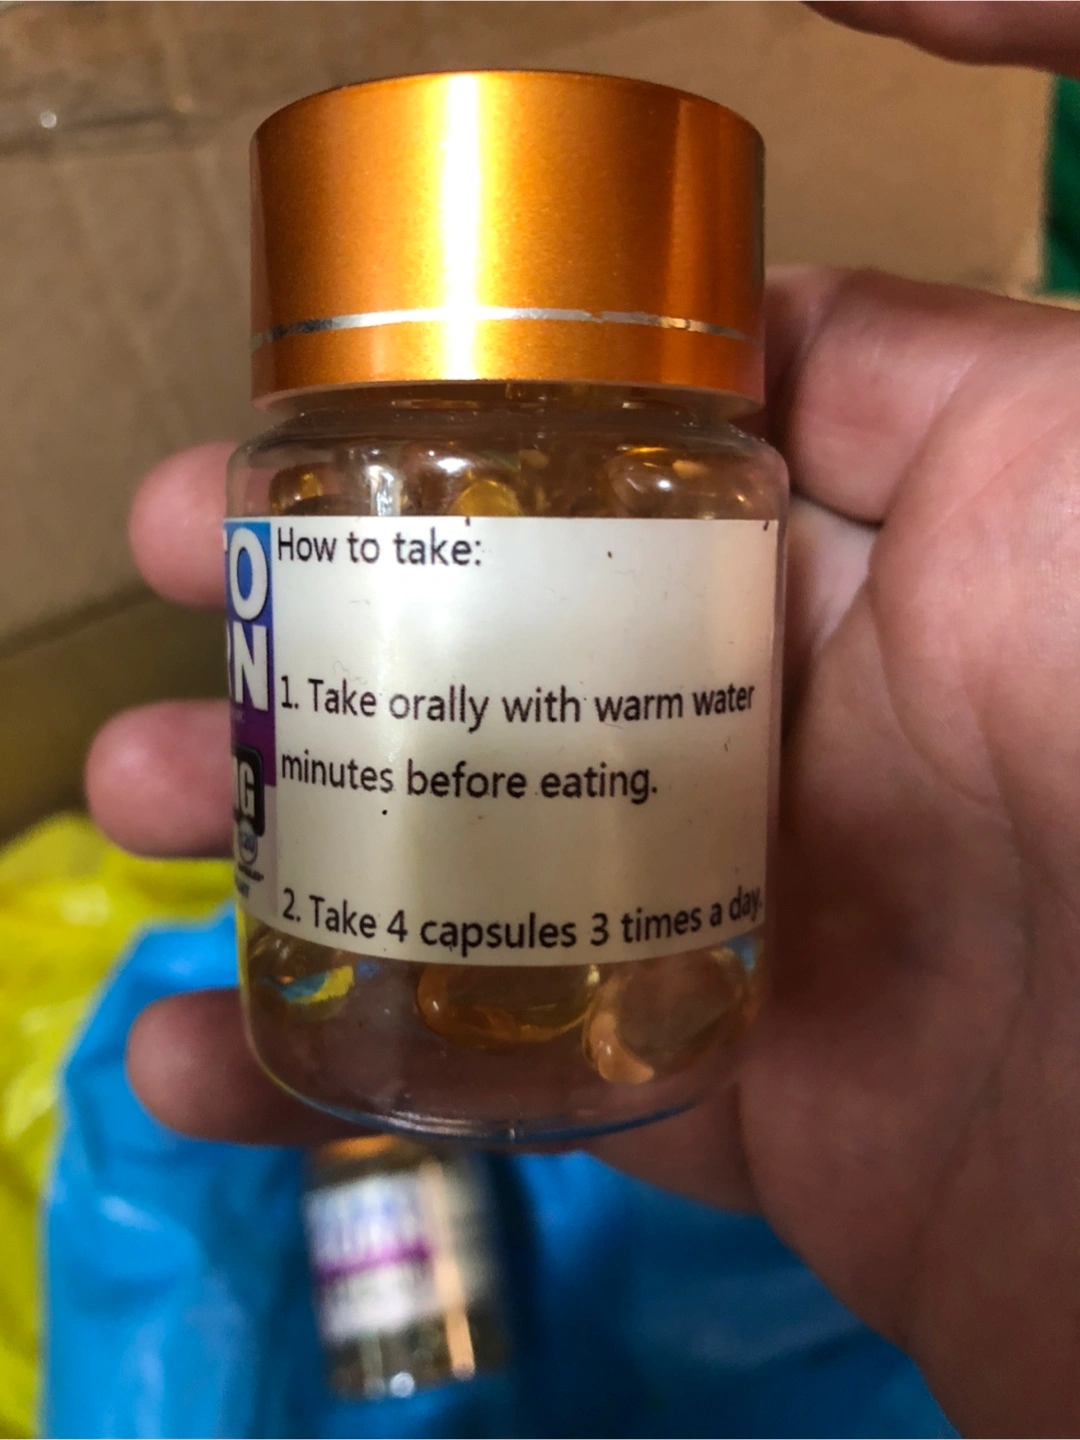 How to take:
1. Take orally with warm water
minutes before eating.
2. Take 4 capsules 3 times a day.